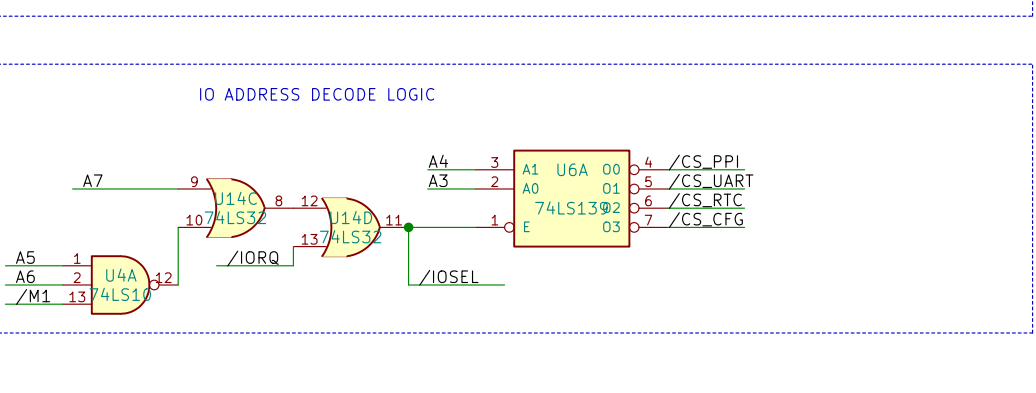 IO ADDRESS DECODE LOGIC
A7
9
10
U14C
74LS32
8
12
13
U14D
74LS32
11
/IORQ
/IOSEL
A5
A6
/M1
1
2
13
U4A
74LS10
12
A4
A3
3
2
1
A1
A0
E
U6A
74LS139
O0
O1
O2
O3
4
5
6
7
/CS_PPI
/CS_UART
/CS_RTC
/CS_CFG